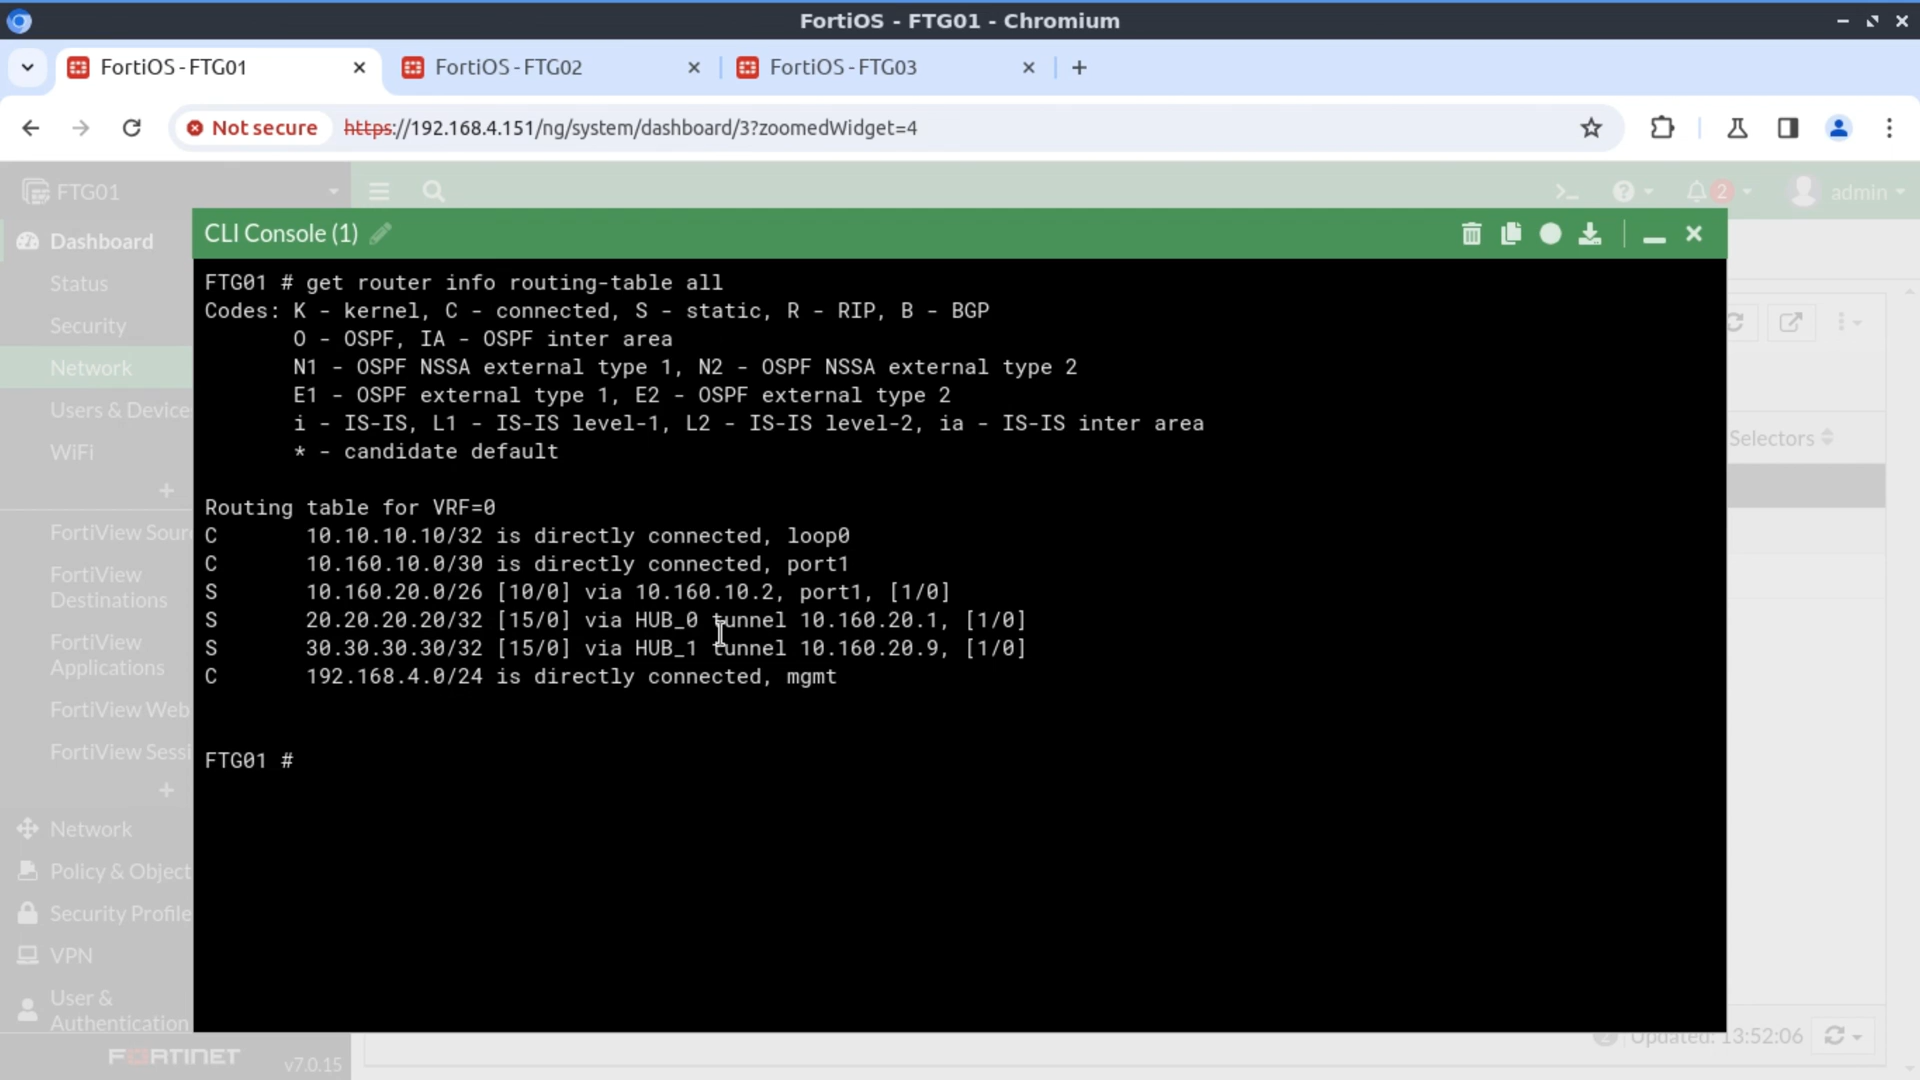 FortiOS - FTG01 - Chromium
FortiOS - FTG01
FortiOS - FTG02
FortiOS - FTG03
Not secure
https://192.168.4.151/ng/system/dashboard/3?zoomedWidget=4
FTG01
2
admin
Dashboard
Status
Security
Network
Users & Device
WiFi
FortiView Sour
FortiView
Destinations
FortiView
Applications
FortiView Web
FortiView Sessi
Network
Policy & Object
Security Profile
VPN
User &
Authentication
FORTINET
v7.0.15
CLI Console (1)
FTG01 # get router info routing-table all
Codes: K - kernel, C - connected, S - static, R - RIP, B - BGP
O - OSPF, IA - OSPF inter area
N1 - OSPF NSSA external type 1, N2 - OSPF NSSA external type 2
E1 - OSPF external type 1, E2 - OSPF external type 2
i - IS-IS, L1 - IS-IS level-1, L2 - IS-IS level-2, ia - IS-IS inter area
* - candidate default
Routing table for VRF=0
C 10.10.10.10/32 is directly connected, loop0
C 10.160.10.0/30 is directly connected, port1
S 10.160.20.0/26 [10/0] via 10.160.10.2, port1, [1/0]
S 20.20.20.20/32 [15/0] via HUB_0 tunnel 10.160.20.1, [1/0]
S 30.30.30.30/32 [15/0] via HUB_1 tunnel 10.160.20.9, [1/0]
C 192.168.4.0/24 is directly connected, mgmt
FTG01 #
Selectors
Updated: 13:52:06